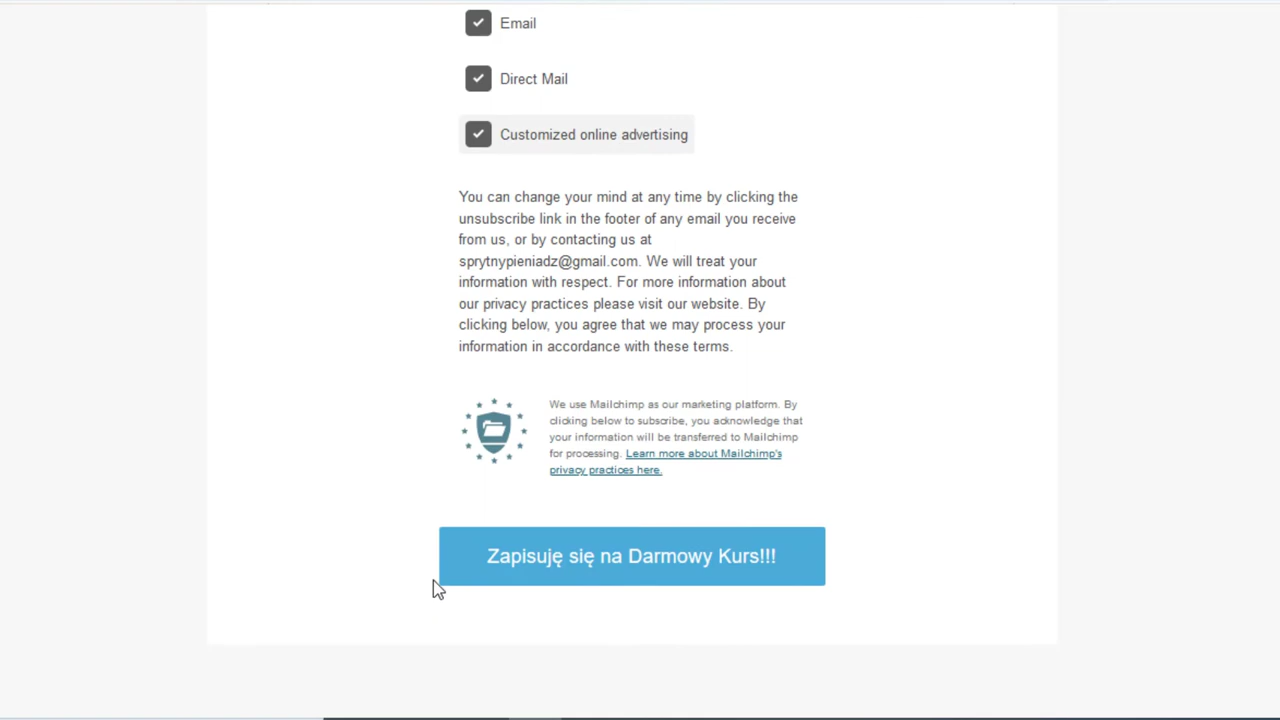 Email
Direct Mail
Customized online advertising
You can change your mind at any time by clicking the
unsubscribe link in the footer of any email you receive
from us, or by contacting us at
sprytnypieniadz@gmail.com. We will treat your
information with respect. For more information about
our privacy practices please visit our website. By
clicking below, you agree that we may process your
information in accordance with these terms.
We use Mailchimp as our marketing platform. By
clicking below to subscribe, you acknowledge that
your information will be transferred to Mailchimp
for processing. Learn more about Mailchimp's
privacy practices here.
Zapisuję się na Darmowy Kurs!!!